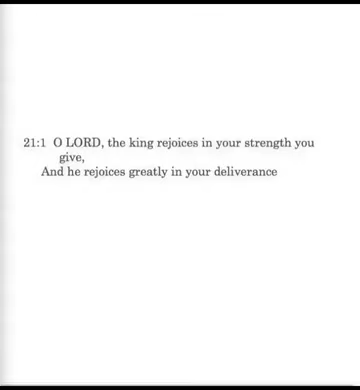 21:1 O LORD, the king rejoices in your strength you
give,
And he rejoices greatly in your deliverance